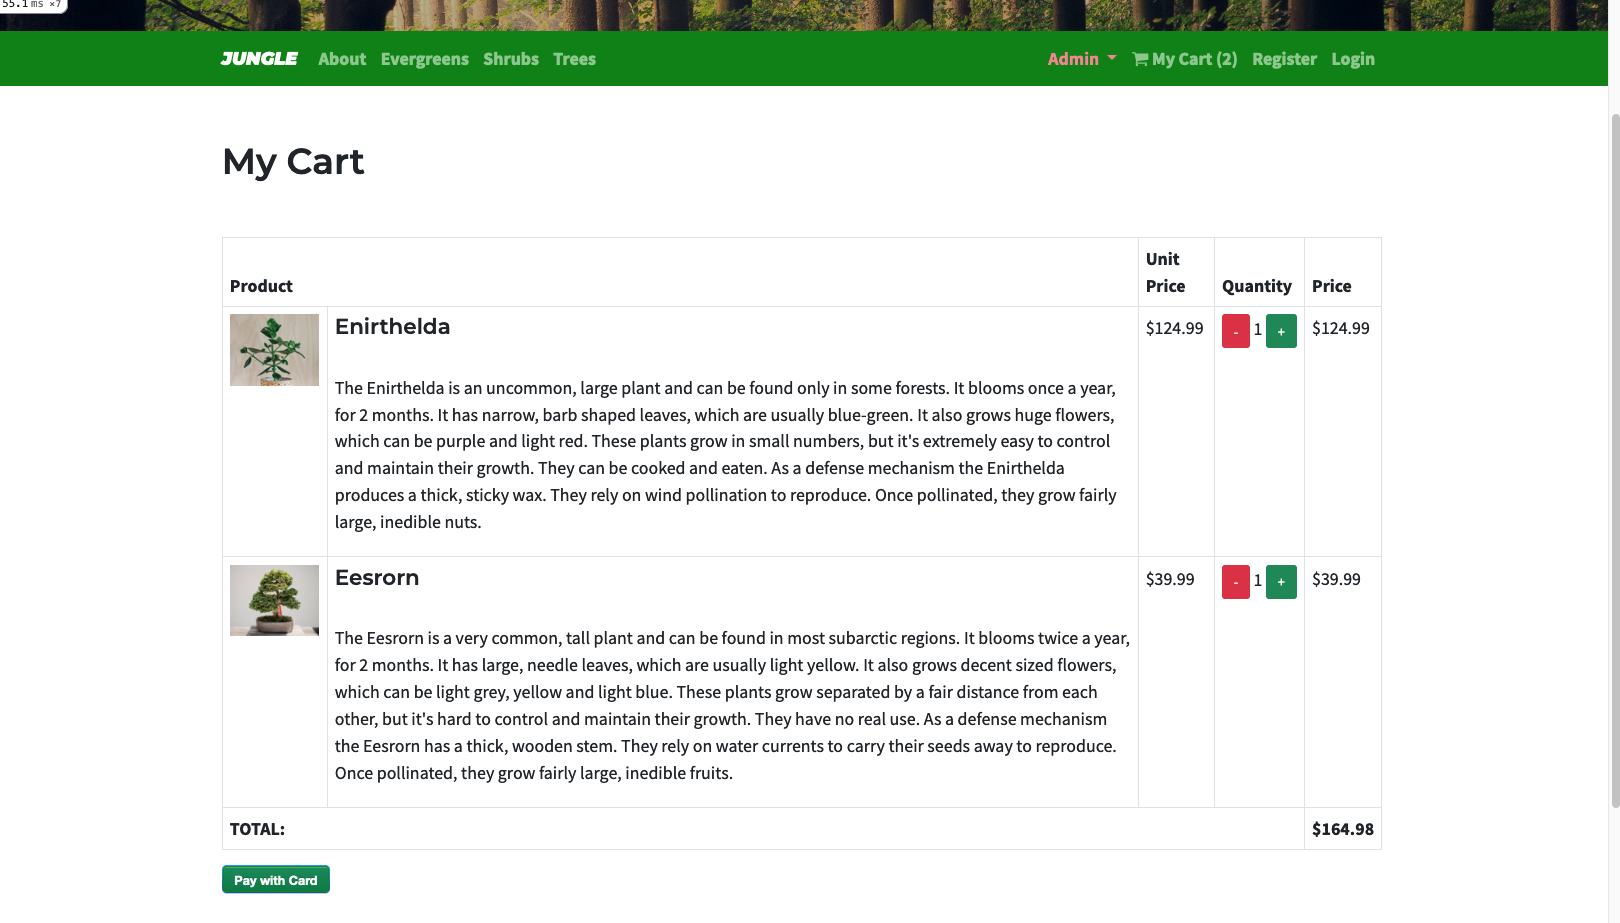 55.1 ms ×7
JUNGLE About Evergreens Shrubs Trees Admin My Cart (2) Register Login
My Cart
Product Unit Price Quantity Price
Enirthelda $124.99 - 1 + $124.99
The Enirthelda is an uncommon, large plant and can be found only in some forests. It blooms once a year,
for 2 months. It has narrow, barb shaped leaves, which are usually blue-green. It also grows huge flowers,
which can be purple and light red. These plants grow in small numbers, but it's extremely easy to control
and maintain their growth. They can be cooked and eaten. As a defense mechanism the Enirthelda
produces a thick, sticky wax. They rely on wind pollination to reproduce. Once pollinated, they grow fairly
large, inedible nuts.
Eesrorn $39.99 - 1 + $39.99
The Eesrorn is a very common, tall plant and can be found in most subarctic regions. It blooms twice a year,
for 2 months. It has large, needle leaves, which are usually light yellow. It also grows decent sized flowers,
which can be light grey, yellow and light blue. These plants grow separated by a fair distance from each
other, but it's hard to control and maintain their growth. They have no real use. As a defense mechanism
the Eesrorn has a thick, wooden stem. They rely on water currents to carry their seeds away to reproduce.
Once pollinated, they grow fairly large, inedible fruits.
TOTAL: $164.98
Pay with Card